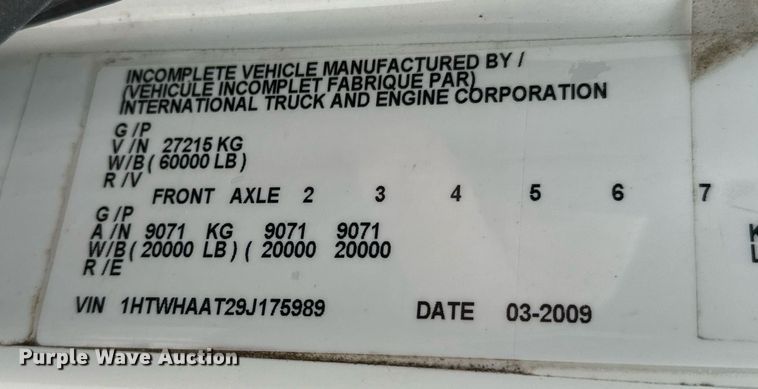 INCOMPLETE VEHICLE MANUFACTURED BY /
(VEHICULE INCOMPLET FABRIQUE PAR)
INTERNATIONAL TRUCK AND ENGINE CORPORATION
G /P
V /N 27215 KG
W/B ( 60000 LB)
R /V
FRONT AXLE 2 3 4 5 6 7
G /P
A /N 9071 KG 9071 9071
W/B ( 20000 LB) ( 20000 20000
R /E
VIN 1HTWHAAT29J175989 DATE 03-2009
Purple Wave Auction